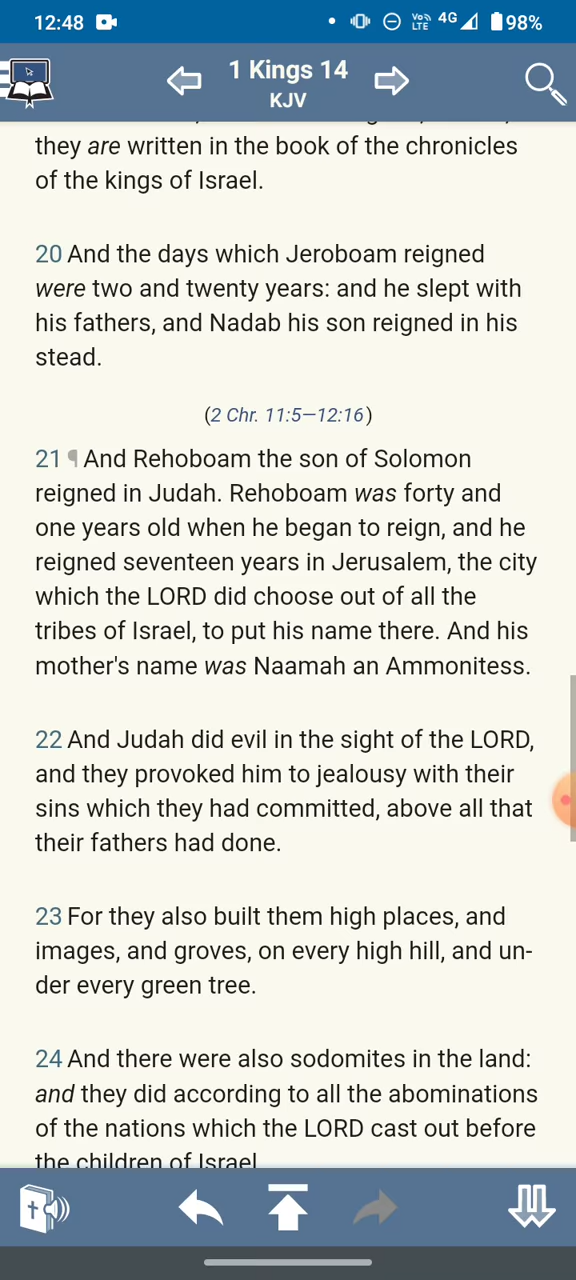 12:48
Vo)) LTE 4G 98%
1 Kings 14
KJV
they are written in the book of the chronicles
of the kings of Israel.
20 And the days which Jeroboam reigned
were two and twenty years: and he slept with
his fathers, and Nadab his son reigned in his
stead.
(2 Chr. 11:5—12:16)
21 ¶ And Rehoboam the son of Solomon
reigned in Judah. Rehoboam was forty and
one years old when he began to reign, and he
reigned seventeen years in Jerusalem, the city
which the LORD did choose out of all the
tribes of Israel, to put his name there. And his
mother's name was Naamah an Ammonitess.
22 And Judah did evil in the sight of the LORD,
and they provoked him to jealousy with their
sins which they had committed, above all that
their fathers had done.
23 For they also built them high places, and
images, and groves, on every high hill, and un-
der every green tree.
24 And there were also sodomites in the land:
and they did according to all the abominations
of the nations which the LORD cast out before
the children of Israel